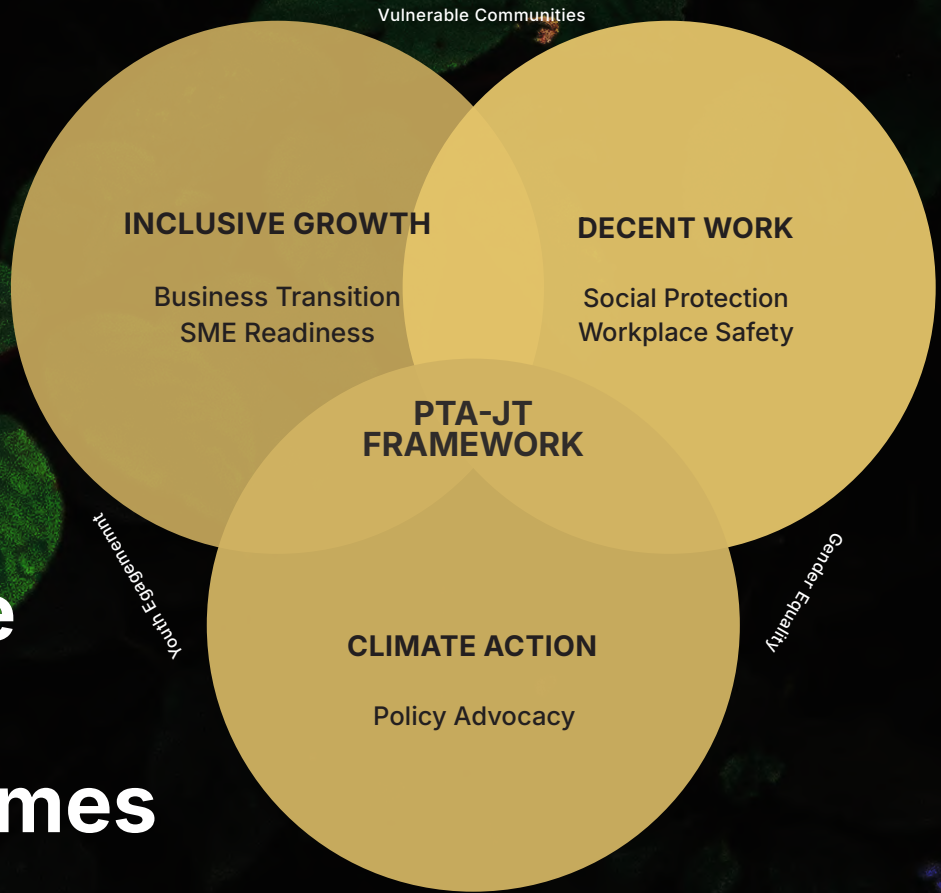 Vulnerable Communities
INCLUSIVE GROWTH
Business Transition
SME Readiness
DECENT WORK
Social Protection
Workplace Safety
PTA-JT
FRAMEWORK
Youth Egagememnt
Gender Equality
e
CLIMATE ACTION
Policy Advocacy
mes